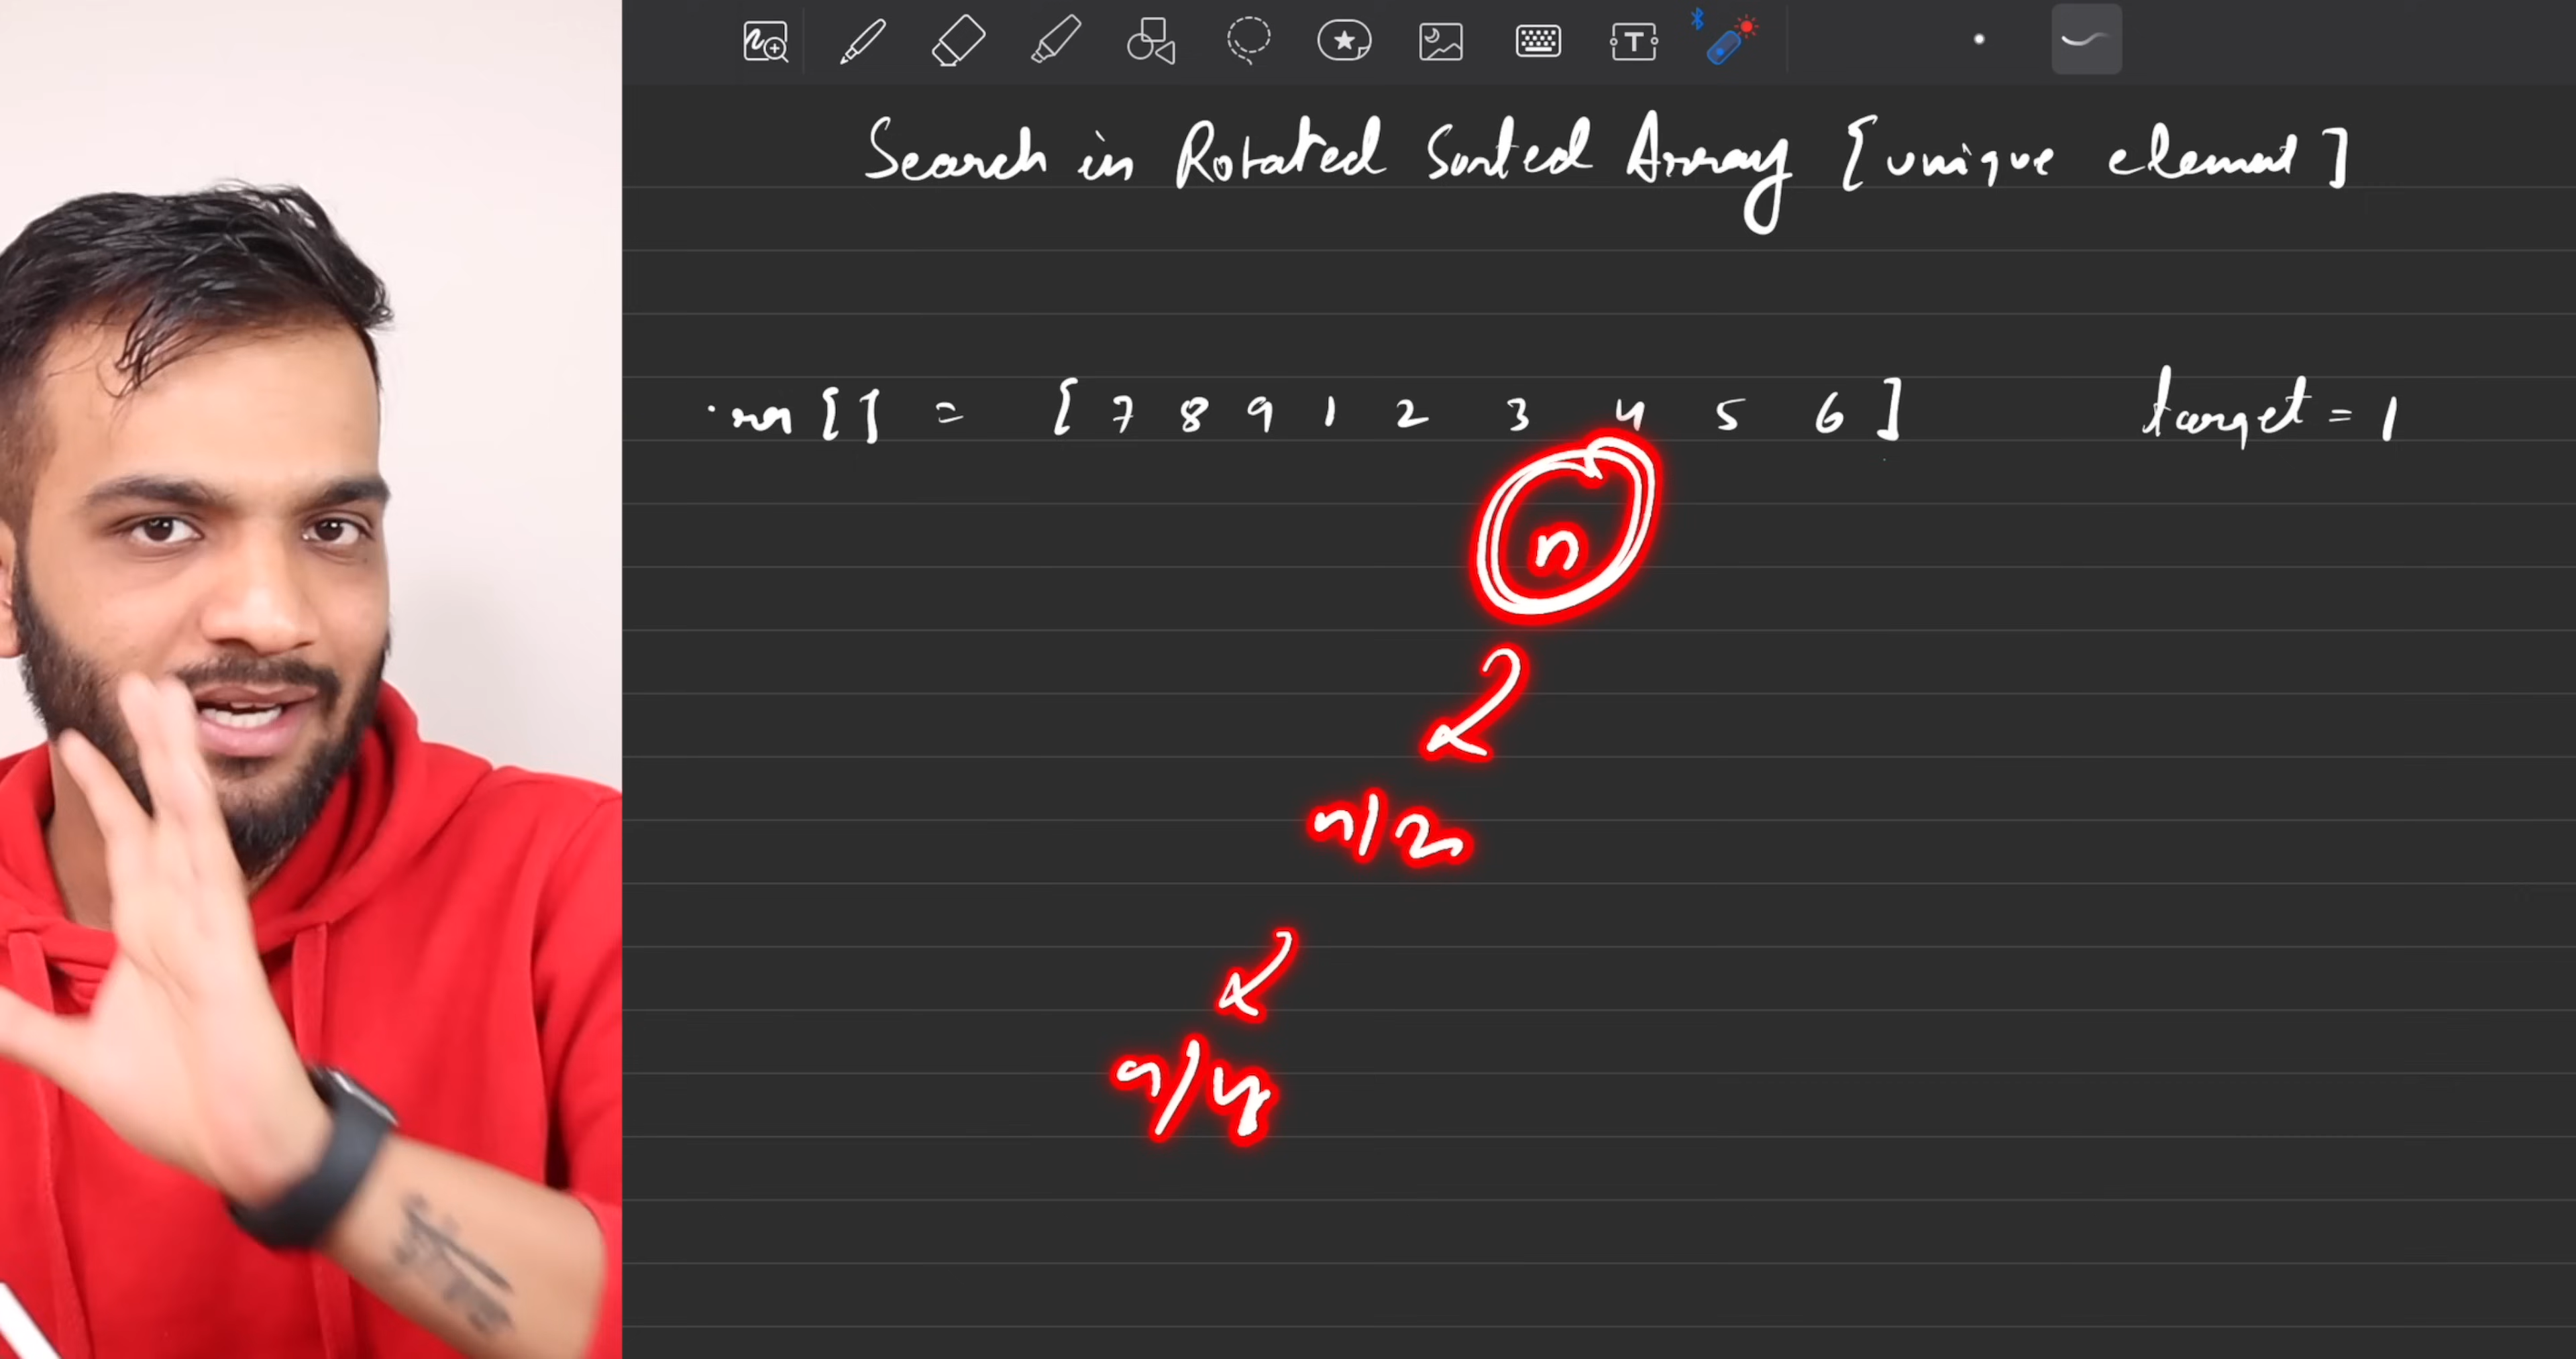 Search in Rotated Sorted Array [unique element]
arr[] = [ 7 8 9 1 2 3 4 5 6 ] target = 1
n
n/2
n/4